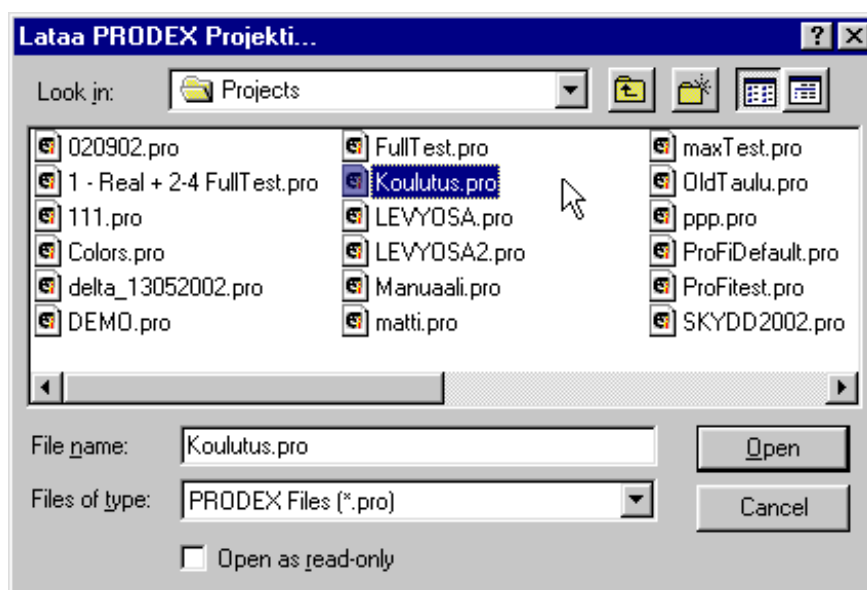 Lataa PRODEX Projekti...
Look in: Projects
020902.pro
1 - Real + 2-4 FullTest.pro
111.pro
Colors.pro
delta_13052002.pro
DEMO.pro
FullTest.pro
Koulutus.pro
LEVYOSA.pro
LEVYOSA2.pro
Manuaali.pro
matti.pro
maxTest.pro
OldTaulu.pro
ppp.pro
ProFiDefault.pro
ProFitest.pro
SKYDD2002.pro
File name: Koulutus.pro Open
Files of type: PRODEX Files (*.pro) Cancel
Open as read-only